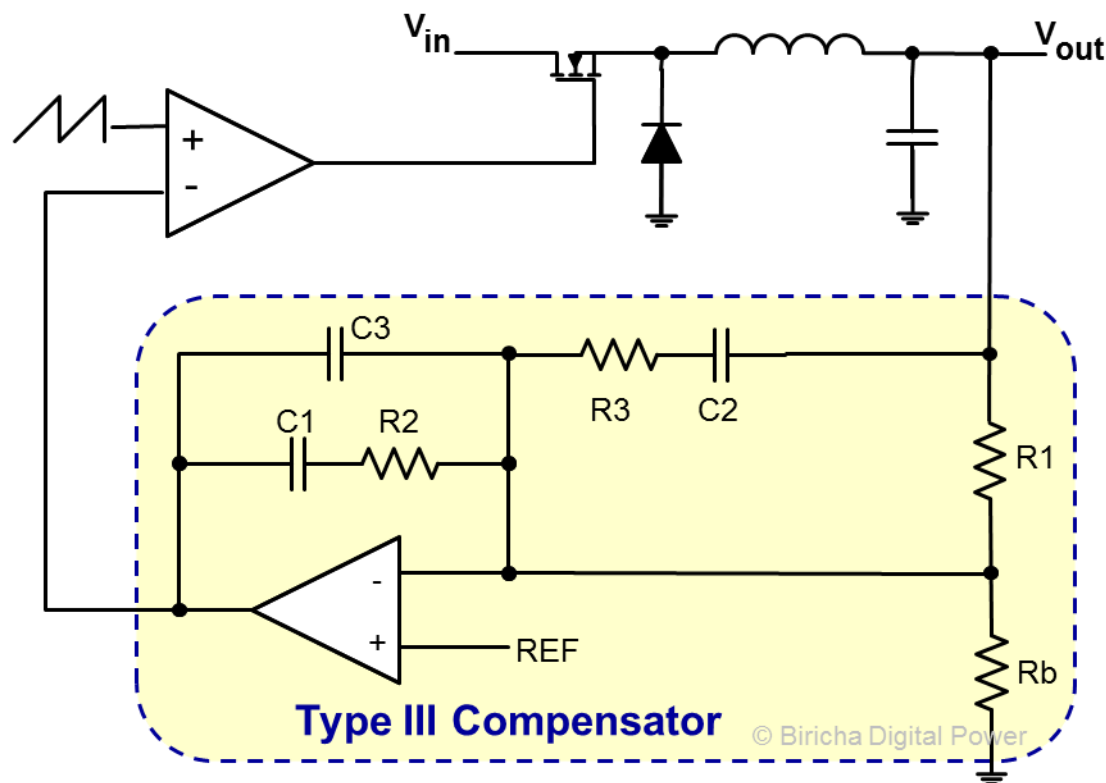 Vin
Vout
+
-
C3
C1
R2
R3
C2
R1
-
+
REF
Rb
Type III Compensator
© Biricha Digital Power